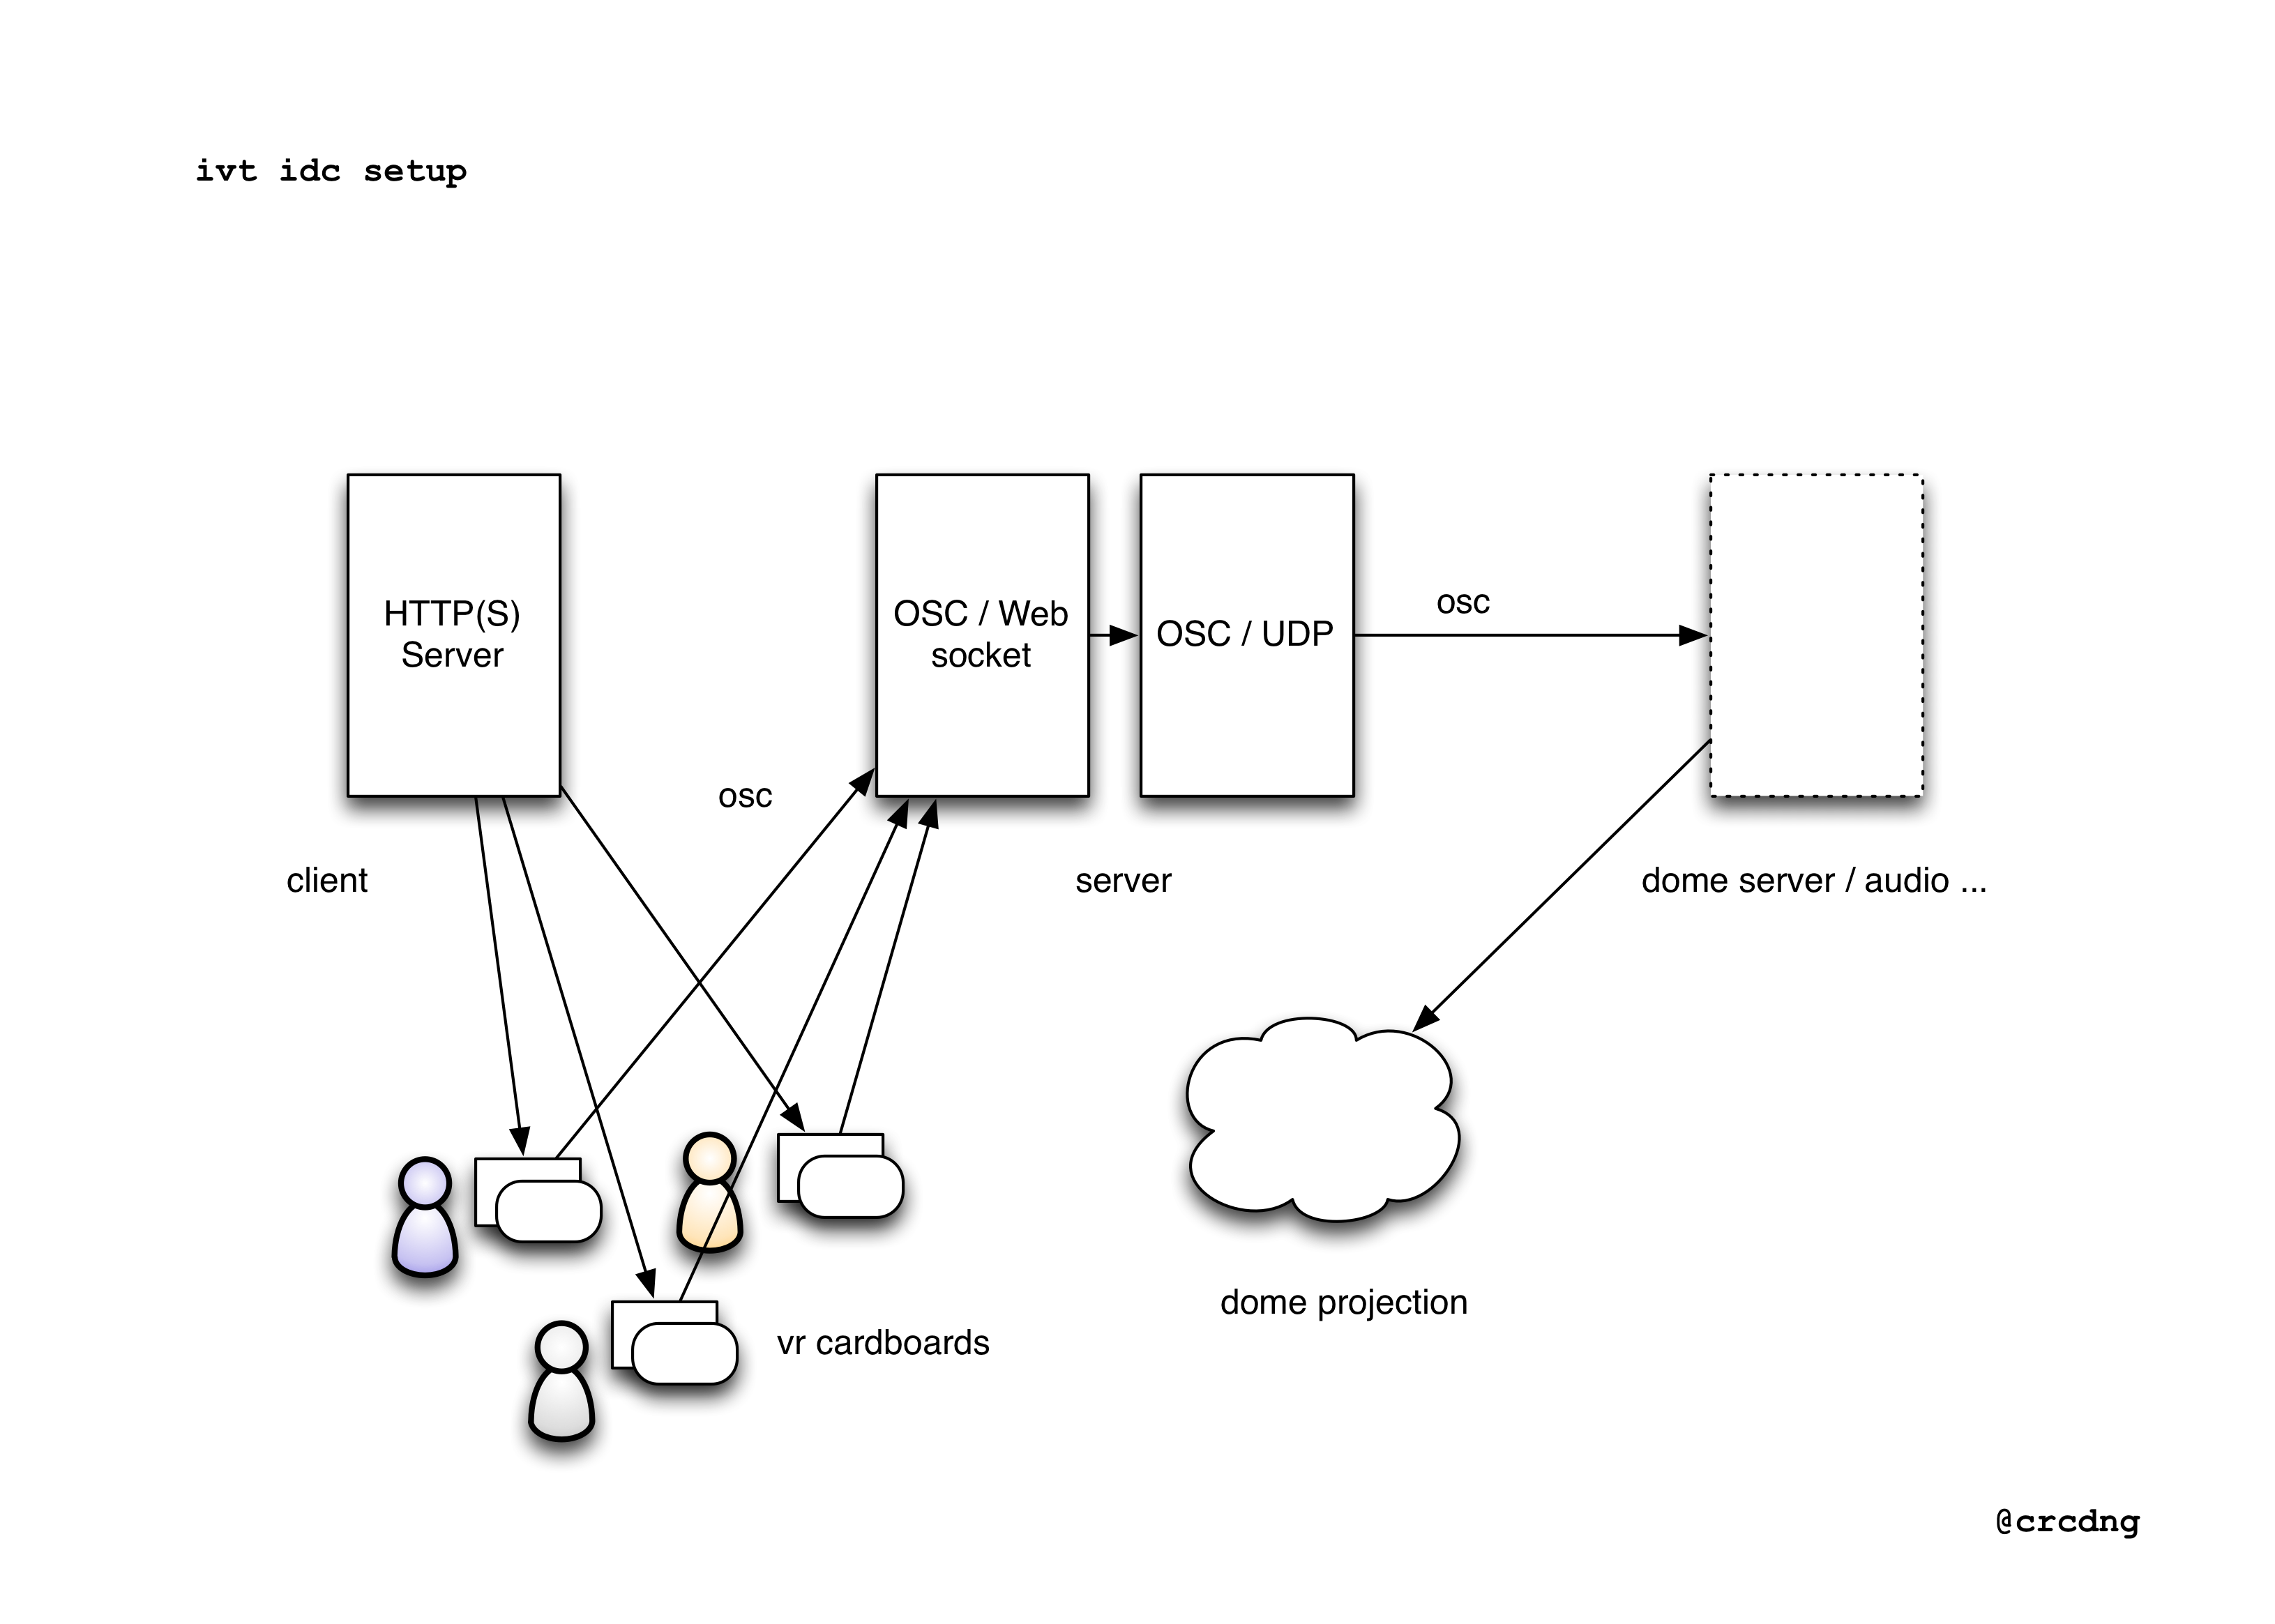 ivt idc setup
HTTP(S)
Server
OSC / Web
socket
OSC / UDP
osc
osc
client
server
dome server / audio ...
dome projection
vr cardboards
@crcdng